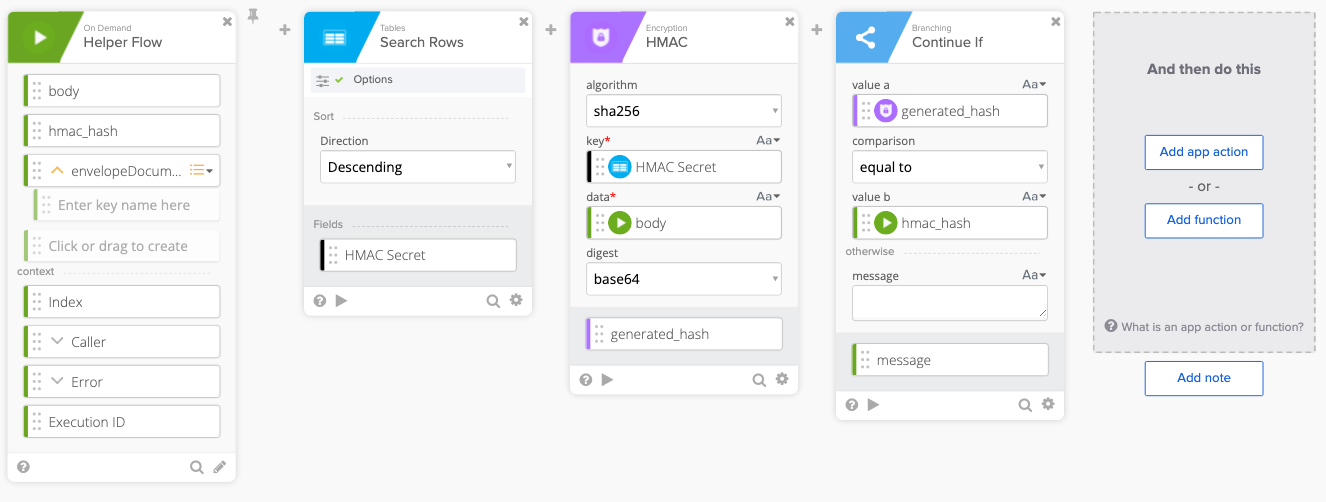 On Demand
Helper Flow
body
hmac_hash
envelopeDocum...
Enter key name here
Click or drag to create
context
Index
Caller
Error
Execution ID
Tables
Search Rows
Options
Sort
Direction
Descending
Fields
HMAC Secret
Encryption
HMAC
algorithm
sha256
key* Aa
HMAC Secret
data* Aa
body
digest
base64
generated_hash
Branching
Continue If
value a Aa
generated_hash
comparison
equal to
value b Aa
hmac_hash
otherwise
message Aa
message
And then do this
Add app action
- or -
Add function
What is an app action or function?
Add note